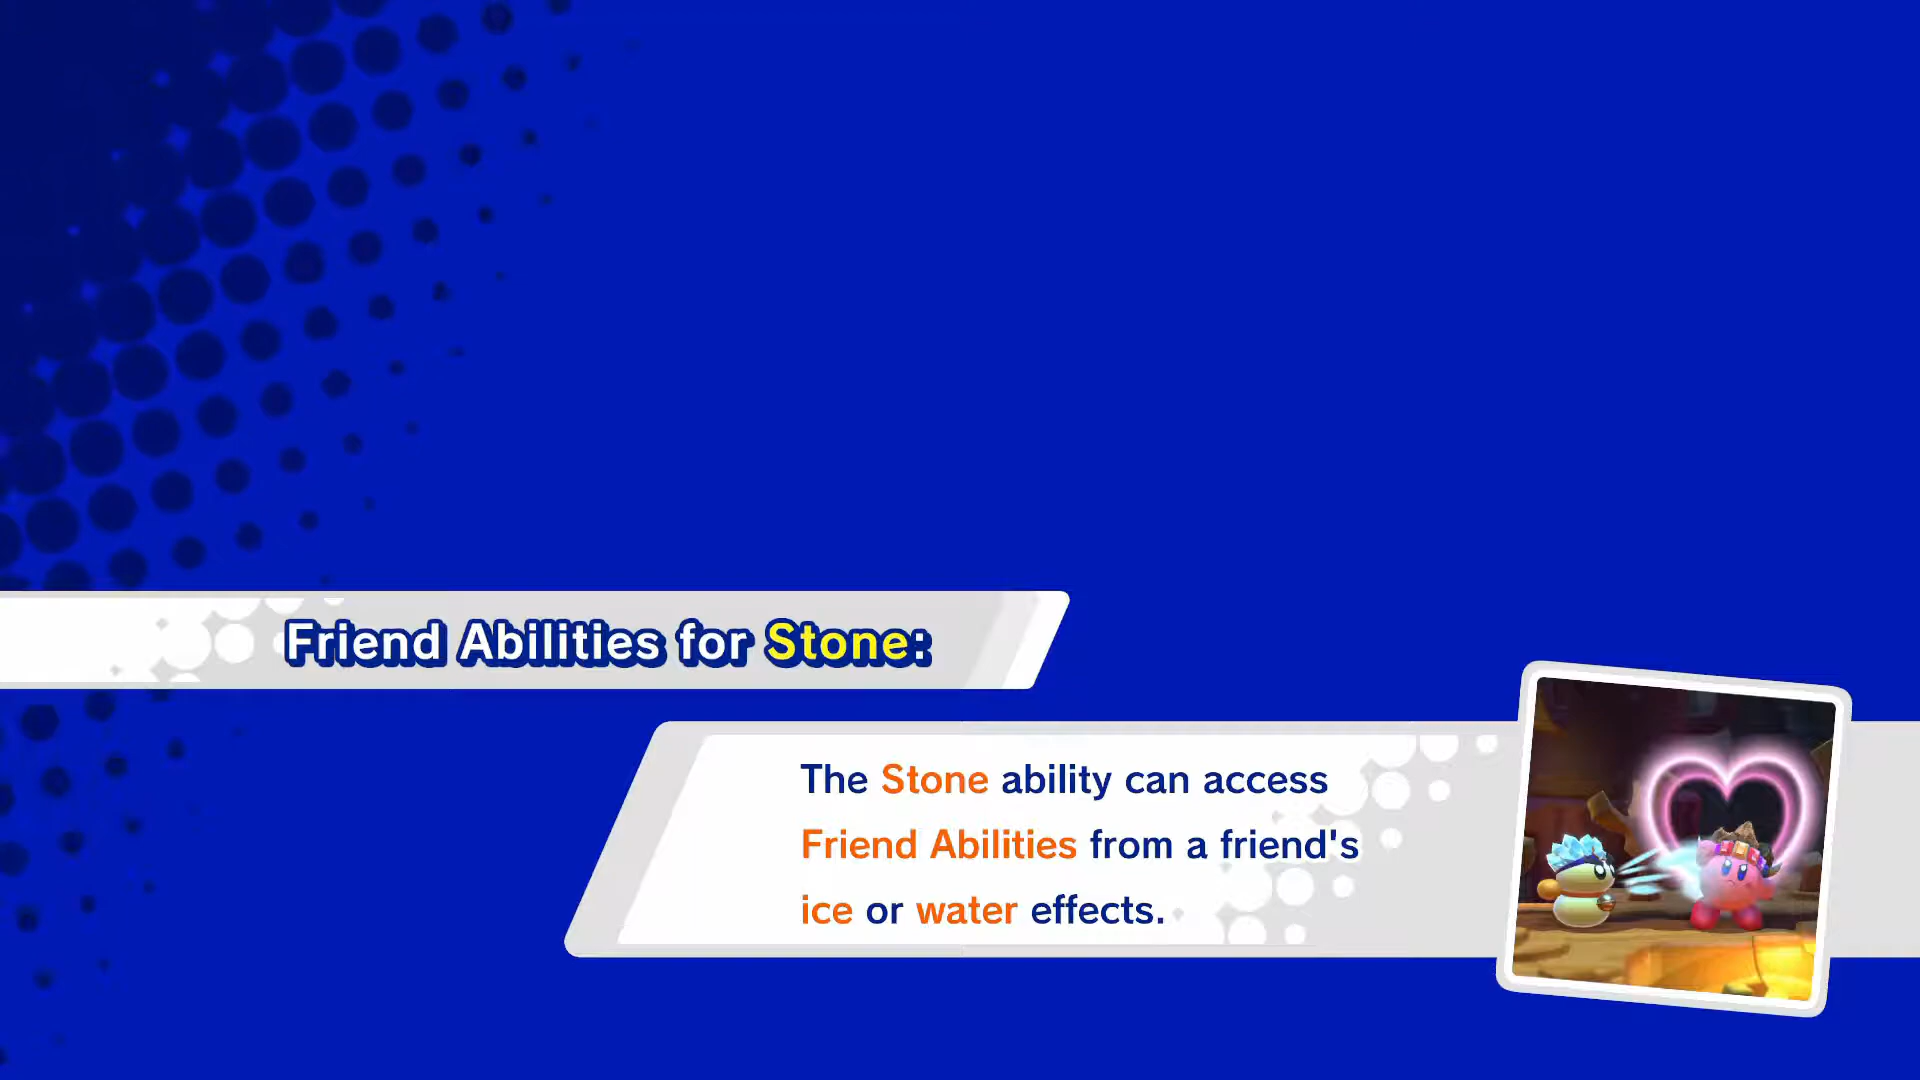 Friend Abilities for Stone:
The Stone ability can access
Friend Abilities from a friend's
ice or water effects.